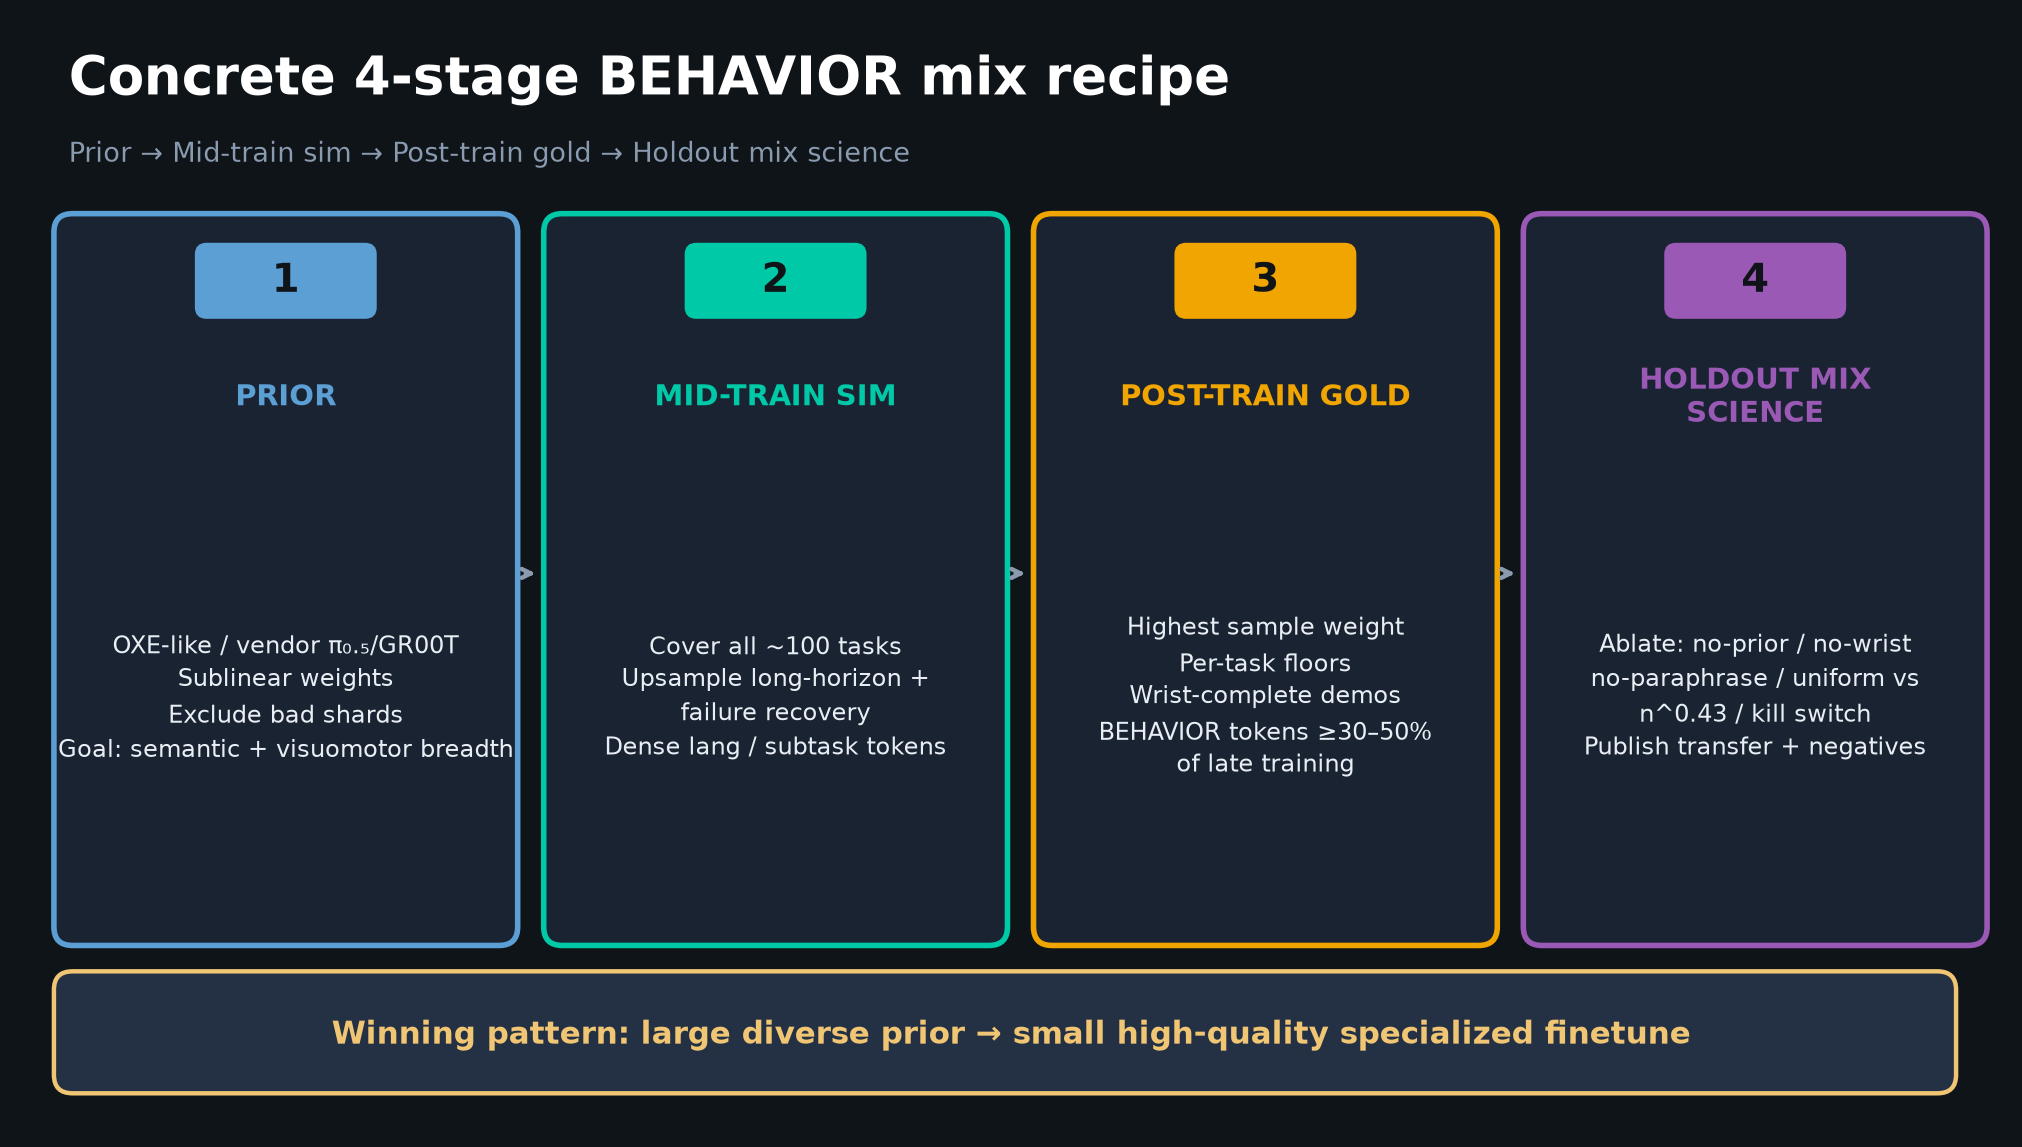 Concrete 4-stage BEHAVIOR mix recipe
Prior → Mid-train sim → Post-train gold → Holdout mix science
1
PRIOR
OXE-like / vendor π₀.₅/GR00T
Sublinear weights
Exclude bad shards
Goal: semantic + visuomotor breadth
2
MID-TRAIN SIM
Cover all ~100 tasks
Upsample long-horizon +
failure recovery
Dense lang / subtask tokens
3
POST-TRAIN GOLD
Highest sample weight
Per-task floors
Wrist-complete demos
BEHAVIOR tokens ≥30–50%
of late training
4
HOLDOUT MIX
SCIENCE
Ablate: no-prior / no-wrist
no-paraphrase / uniform vs
n^0.43 / kill switch
Publish transfer + negatives
Winning pattern: large diverse prior → small high-quality specialized finetune